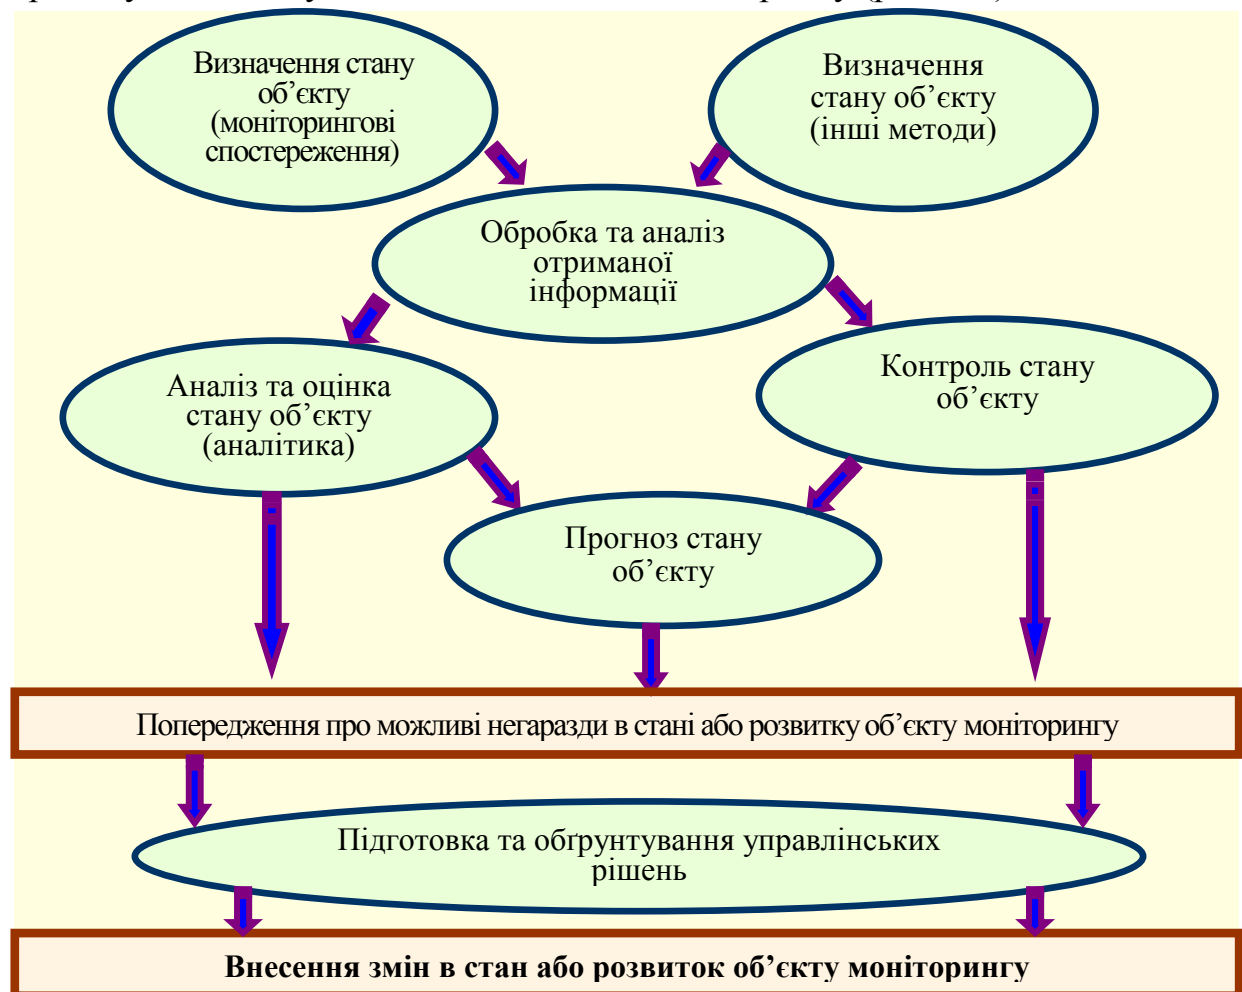 Визначення стану
об’єкту
(моніторингові
спостереження)
Визначення
стану об’єкту
(інші методи)
Обробка та аналіз
отриманої
інформації
Аналіз та оцінка
стану об’єкту
(аналітика)
Контроль стану
об’єкту
Прогноз стану
об’єкту
Попередження про можливі негаразди в стані або розвитку об’єкту моніторингу
Підготовка та обґрунтування управлінських
рішень
Внесення змін в стан або розвиток об’єкту моніторингу